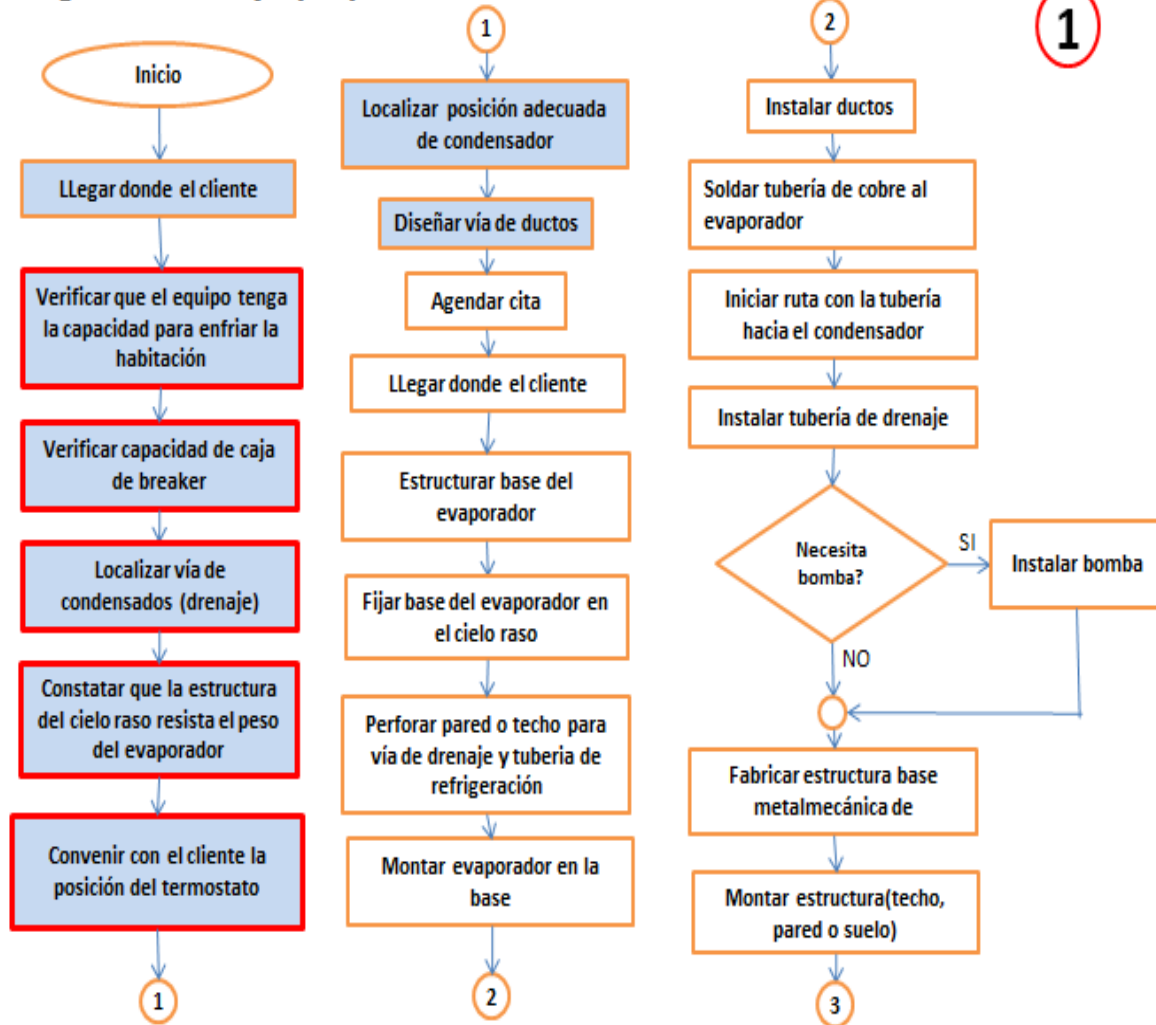 Inicio
LLegar donde el cliente
Verificar que el equipo tenga
la capacidad para enfriar la
habitación
Verificar capacidad de caja
de breaker
Localizar vía de
condensados (drenaje)
Constatar que la estructura
del cielo raso resista el peso
del evaporador
Convenir con el cliente la
posición del termostato
1
1
Localizar posición adecuada
de condensador
Diseñar vía de ductos
Agendar cita
LLegar donde el cliente
Estructurar base del
evaporador
Fijar base del evaporador en
el cielo raso
Perforar pared o techo para
vía de drenaje y tuberia de
refrigeración
Montar evaporador en la
base
2
2
Instalar ductos
Soldar tubería de cobre al
evaporador
Iniciar ruta con la tubería
hacia el condensador
Instalar tubería de drenaje
Necesita
bomba?
SI
Instalar bomba
NO
Fabricar estructura base
metalmecánica de
Montar estructura(techo,
pared o suelo)
3
1